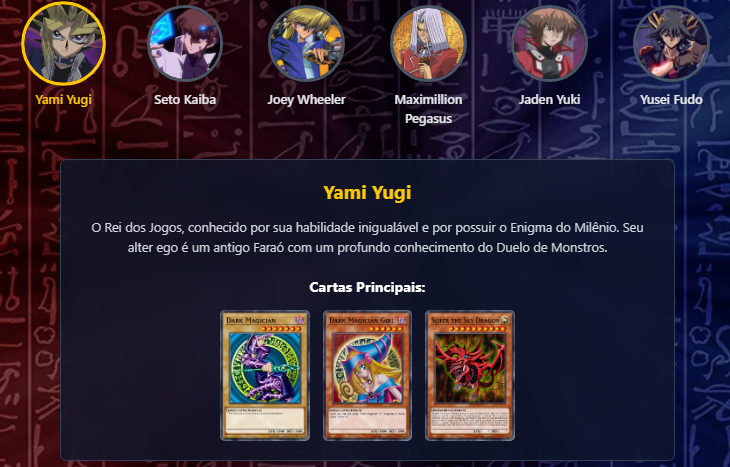 Yami Yugi
Seto Kaiba
Joey Wheeler
Maximillion
Pegasus
Jaden Yuki
Yusei Fudo
Yami Yugi
O Rei dos Jogos, conhecido por sua habilidade inigualável e por possuir o Enigma do Milênio. Seu
alter ego é um antigo Faraó com um profundo conhecimento do Duelo de Monstros.
Cartas Principais:
Dark Magician
Dark Magician Girl
Slifer the Sky Dragon